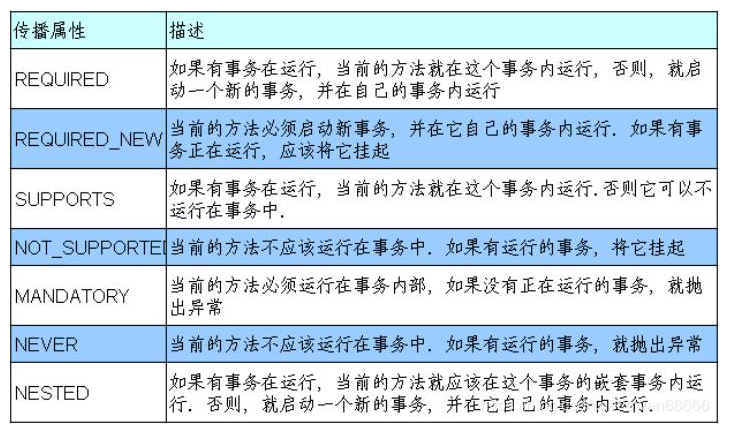 传播属性 描述
REQUIRED
如果有事务在运行, 当前的方法就在这个事务内运行, 否则, 就启
动一个新的事务, 并在自己的事务内运行
REQUIRED_NEW
当前的方法必须启动新事务, 并在它自己的事务内运行. 如果有事
务正在运行, 应该将它挂起
SUPPORTS
如果有事务在运行, 当前的方法就在这个事务内运行.否则它可以不
运行在事务中.
NOT_SUPPORTED 当前的方法不应该运行在事务中. 如果有运行的事务, 将它挂起
MANDATORY
当前的方法必须运行在事务内部, 如果没有正在运行的事务, 就抛
出异常
NEVER 当前的方法不应该运行在事务中. 如果有运行的事务, 就抛出异常
NESTED
如果有事务在运行, 当前的方法就应该在这个事务的嵌套事务内运
行. 否则, 就启动一个新的事务, 并在它自己的事务内运行.